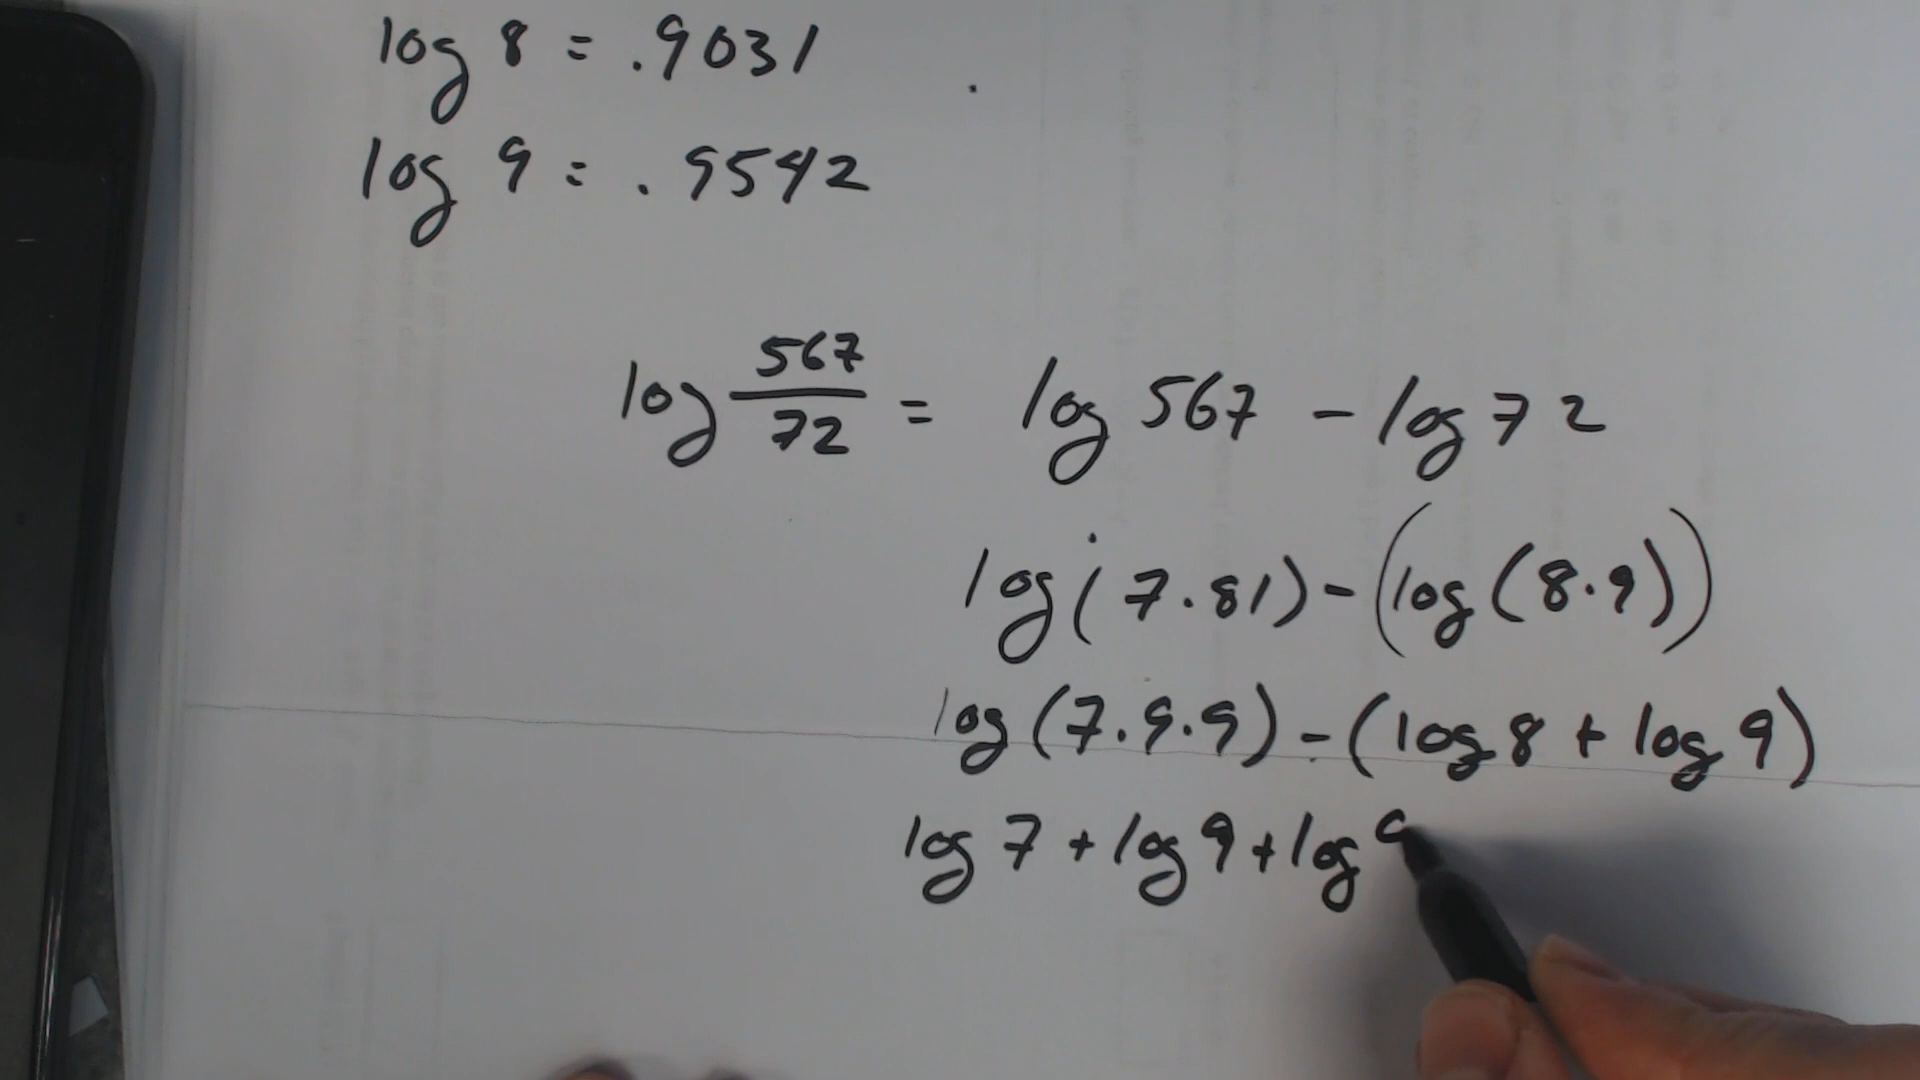 log 8 = .9031
log 9 = .9542
log 567/72 = log 567 - log 72
log(7.81) - (log(8.9))
log(7.9.9) - (log 8 + log 9)
log 7 + log 9 + log 9